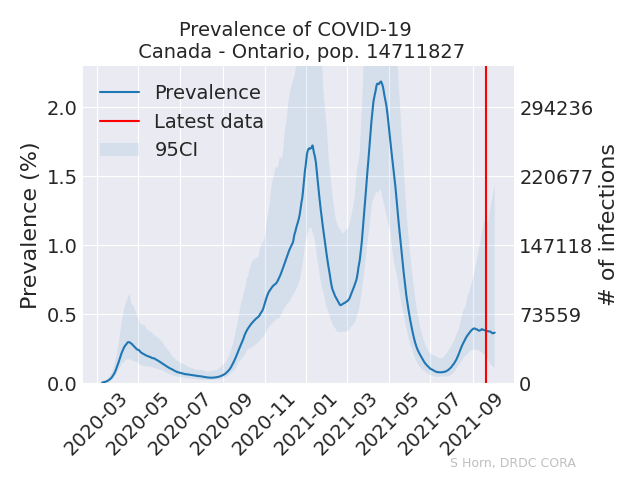 Prevalence of COVID-19
Canada - Ontario, pop. 14711827
Prevalence
Latest data
95CI
Prevalence (%)
2.0
1.5
1.0
0.5
0.0
294236
220677
147118
73559
0
# of infections
2020-03
2020-05
2020-07
2020-09
2020-11
2021-01
2021-03
2021-05
2021-07
2021-09
S Horn, DRDC CORA